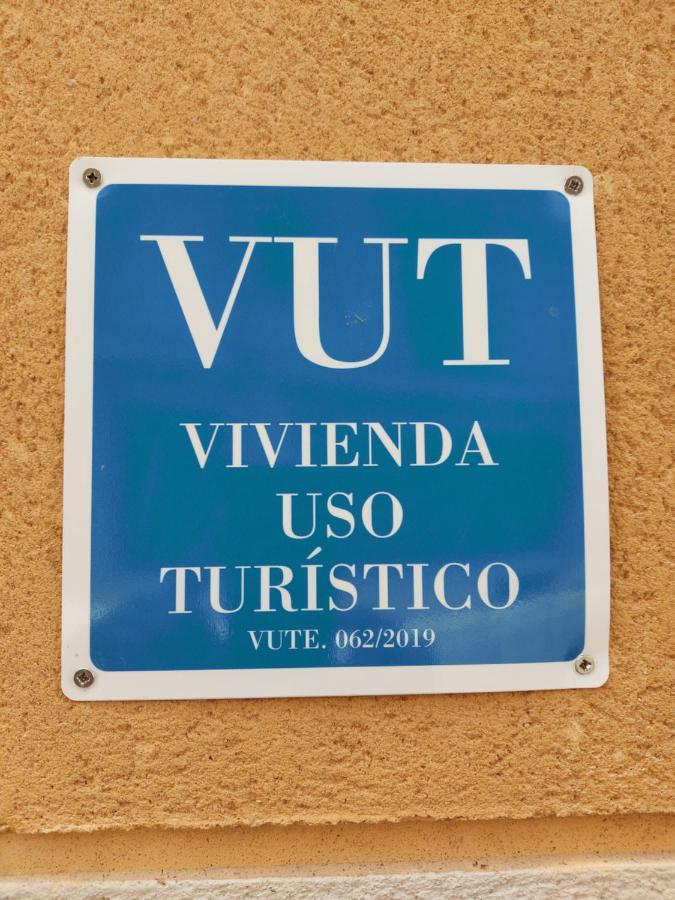 VUT
VIVIENDA
USO
TURÍSTICO
VUTE. 062/2019